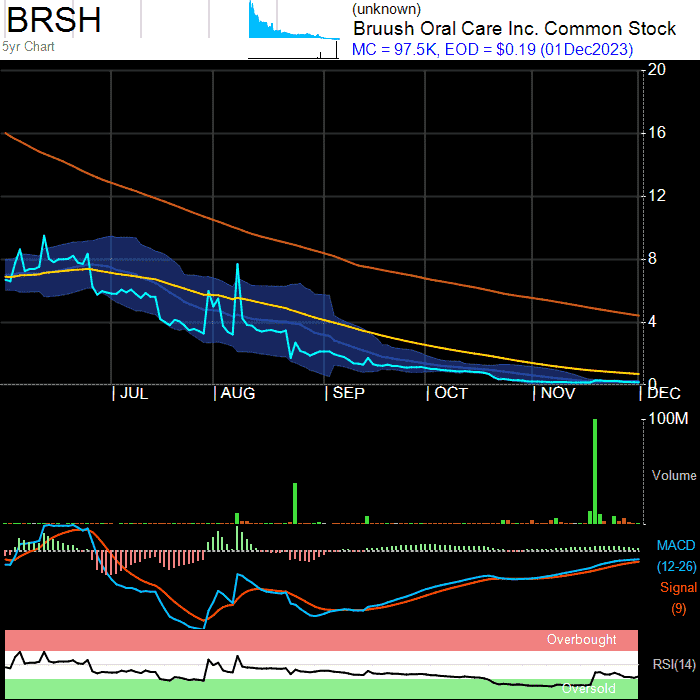 BRSH
5yr Chart
(unknown)
Bruush Oral Care Inc. Common Stock
MC = 97.5K, EOD = $0.19 (01Dec2023)
20
16
12
8
4
0
JUL
AUG
SEP
OCT
NOV
DEC
100M
Volume
MACD
(12-26)
Signal
(9)
Overbought
RSI(14)
Oversold